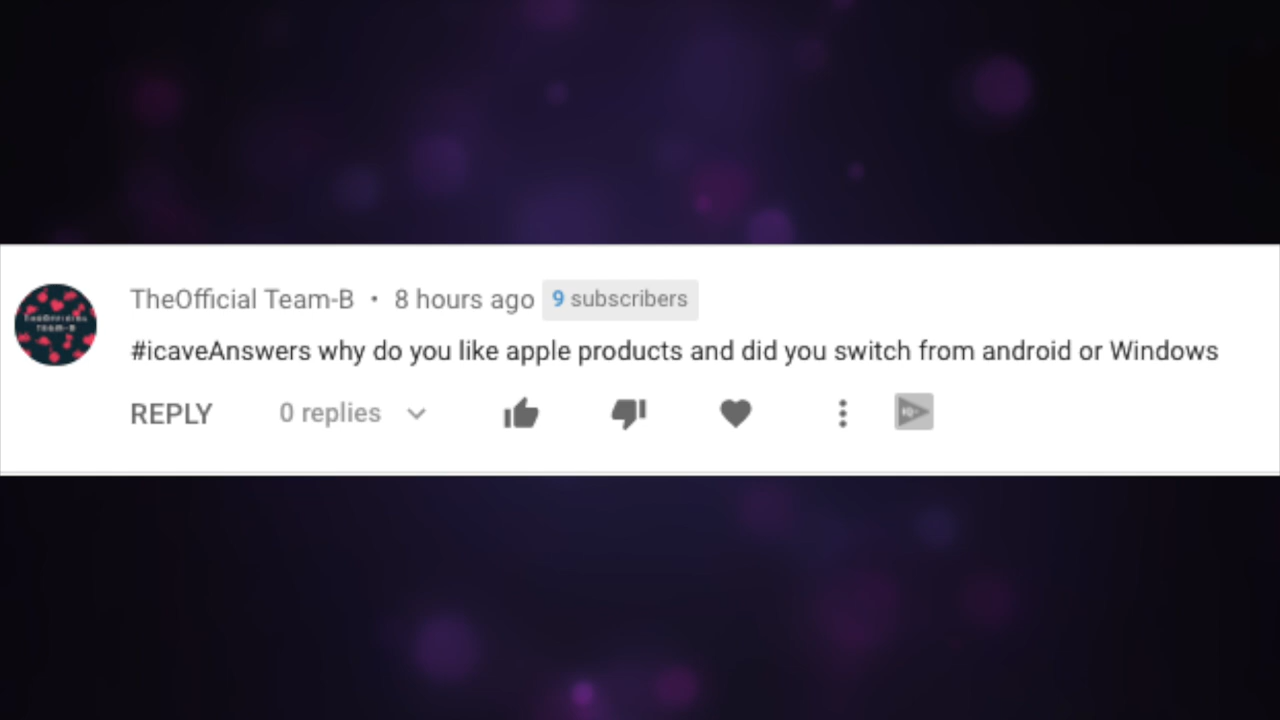 TheOfficial Team-B • 8 hours ago 9 subscribers
#icaveAnswers why do you like apple products and did you switch from android or Windows
REPLY 0 replies